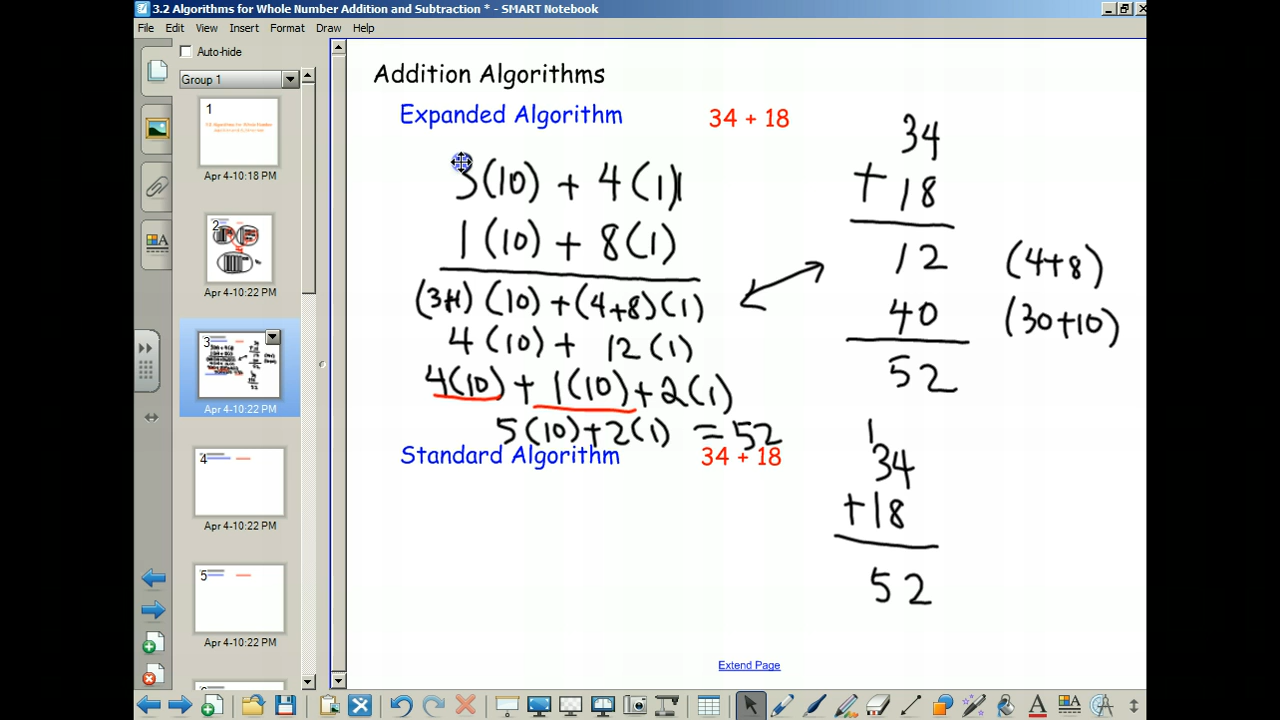 3.2 Algorithms for Whole Number Addition and Subtraction * - SMART Notebook
File Edit View Insert Format Draw Help
Auto-hide
Group 1
1
Apr 4-10:18 PM
2
Apr 4-10:22 PM
3
Apr 4-10:22 PM
4
Apr 4-10:22 PM
5
Apr 4-10:22 PM
Addition Algorithms
Expanded Algorithm 34 + 18
3(10) + 4(1)
1(10) + 8(1)
(3+1)(10) + (4+8)(1)
4(10) + 12(1)
4(10) + 1(10) + 2(1)
5(10) + 2(1) = 52
34
+ 18
12 (4+8)
40 (30+10)
52
Standard Algorithm 34 + 18
1
34
+18
52
Extend Page